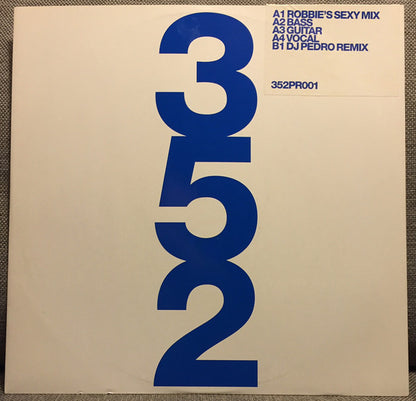 A1 ROBBIE'S SEXY MIX
A2 BASS
A3 GUITAR
A4 VOCAL
B1 DJ PEDRO REMIX
352PR001
3
5
2